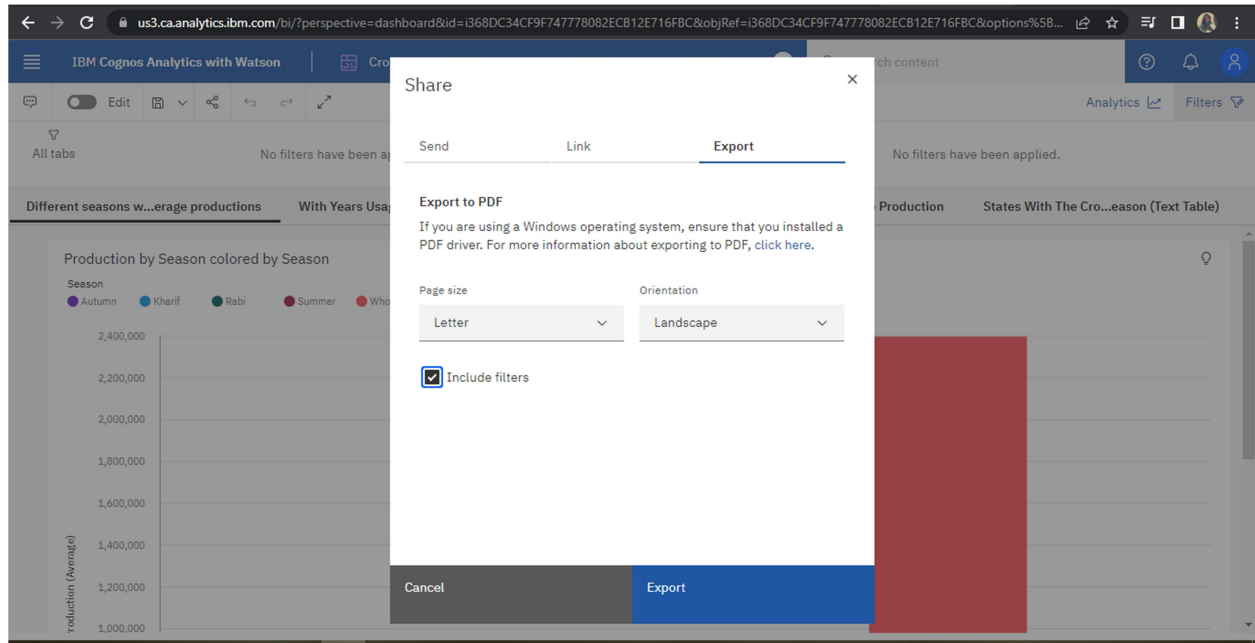 us3.ca.analytics.ibm.com/bi/?perspective=dashboard&id=i368DC34CF9F747778082ECB12E716FBC&objRef=i368DC34CF9F747778082ECB12E716FBC&options%5B...
IBM Cognos Analytics with Watson
Cro
rch content
Share
Edit
Analytics
Filters
Send
Link
Export
All tabs
No filters have been ap
No filters have been applied.
Different seasons w...erage productions
With Years Usa
Production
States With The Cro...eason (Text Table)
Export to PDF
If you are using a Windows operating system, ensure that you installed a
PDF driver. For more information about exporting to PDF, click here.
Production by Season colored by Season
Season
Autumn
Kharif
Rabi
Summer
Who
Page size
Orientation
Letter
Landscape
Include filters
2,400,000
2,200,000
2,000,000
1,800,000
1,600,000
1,400,000
1,200,000
1,000,000
roduction (Average)
Cancel
Export